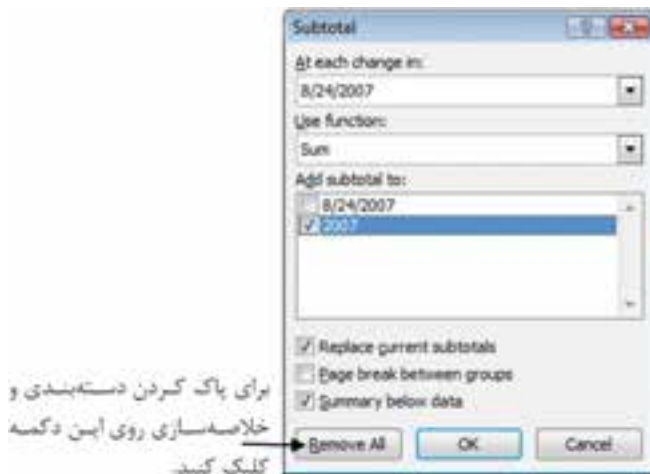 Subtotal
At each change in:
8/24/2007
Use function:
Sum
Add subtotal to:
8/24/2007
2007
Replace current subtotals
Page break between groups
Summary below data
Remove All
OK
Cancel
برای پاک کردن دسته‌بندی و
خلاصه‌سازی روی این دکمه
کلیک کنید.